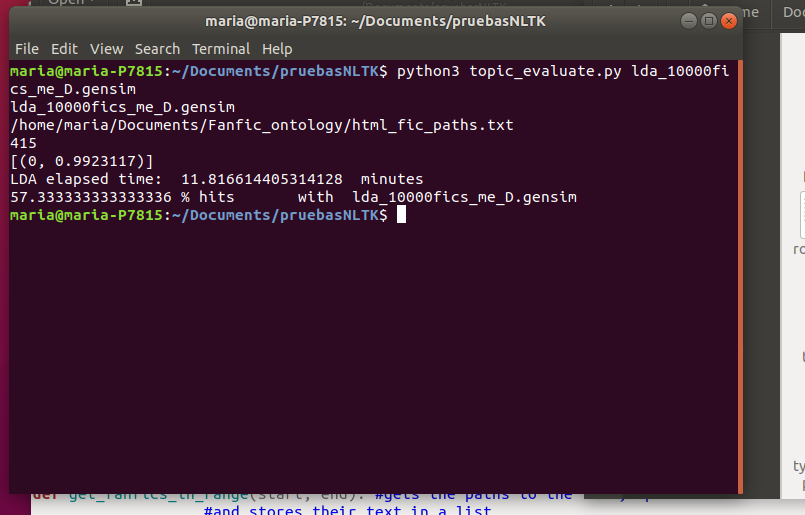 Open
maria@maria-P7815: ~/Documents/pruebasNLTK
me
Doc
File Edit View Search Terminal Help
maria@maria-P7815:~/Documents/pruebasNLTK$ python3 topic_evaluate.py lda_10000fi
cs_me_D.gensim
lda_10000fics_me_D.gensim
/home/maria/Documents/Fanfic_ontology/html_fic_paths.txt
415
[(0, 0.9923117)]
LDA elapsed time:  11.816614405314128  minutes
57.333333333333336 % hits      with  lda_10000fics_me_D.gensim
maria@maria-P7815:~/Documents/pruebasNLTK$
ro
ty
def get_fanfics_in_range(start, end): #gets the paths to the
#and stores their text in a list